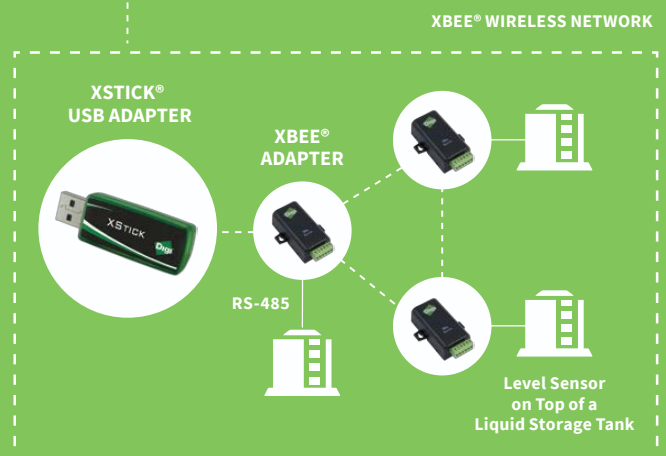 XBEE® WIRELESS NETWORK
XSTICK®
USB ADAPTER
XBEE®
ADAPTER
XSTICK
Digi
RS-485
Level Sensor
on Top of a
Liquid Storage Tank